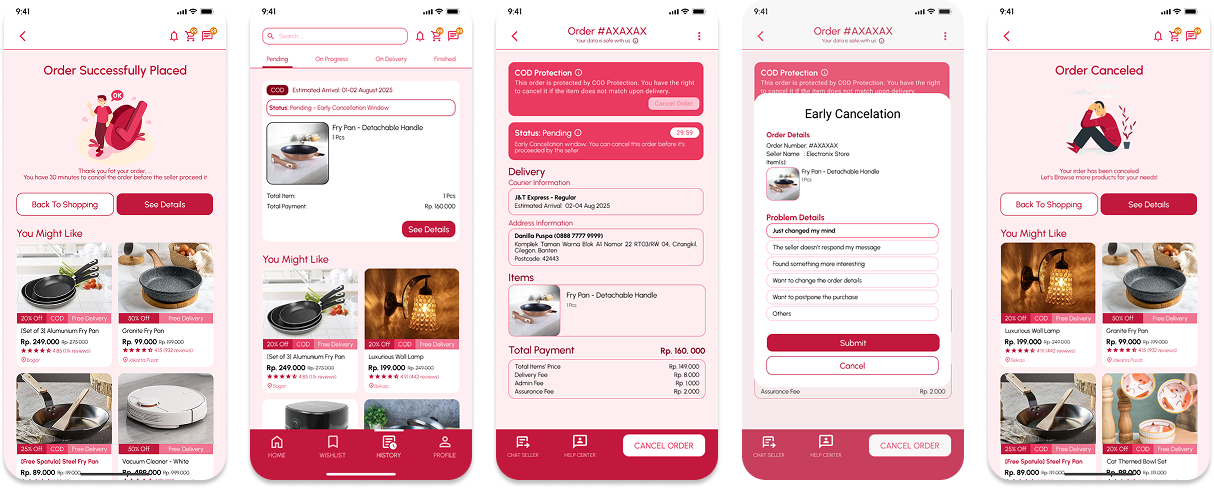 9:41
Order Successfully Placed
OK
Thank you fot your order. . .
You have 30 minutes to cancel the order before the seller proceed it
Back To Shopping
See Details
You Might Like
20% Off COD Free Delivery
(Set of 3) Alumunium Fry Pan
Rp. 249.000 Rp. 275.000
4.85 (1.1k reviews)
Bogor
50% Off Free Delivery
Granite Fry Pan
Rp. 99.000 Rp. 199.000
4.15 (932 reviews)
Jakarta Pusat
25% Off COD Free Delivery
(Free Spatula) Steel Fry Pan
Rp. 89.000 Rp. 119.000
50% Off Free Delivery
Vacuum Cleaner - White
Rp. 488.000 Rp. 999.000
9:41
Search...
Pending
On Progress
On Delivery
Finished
COD Estimated Arrival: 01-02 August 2025
Status: Pending - Early Cancellation Window
Fry Pan - Detachable Handle
1 Pcs
Total Item: 1 Pcs
Total Payment: Rp. 160.000
See Details
You Might Like
20% Off COD Free Delivery
(Set of 3) Alumunium Fry Pan
Rp. 249.000 Rp. 275.000
4.85 (1.1k reviews)
Bogor
20% Off COD Free Delivery
Luxurious Wall Lamp
Rp. 199.000 Rp. 249.000
4.91 (442 reviews)
Bekasi
HOME
WISHLIST
HISTORY
PROFILE
9:41
Order #AXAXAX
Your data is safe with us
COD Protection
This order is protected by COD Protection. You have the right
to cancel it if the item does not match upon delivery.
Cancel Order
Status: Pending
29:59
Early Cancellation window: You can cancel this order before it's
proceeded by the seller
Delivery
Courier Information
J&T Express - Regular
Estimated Arrival: 02-04 Aug 2025
Address Information
Danilla Puspa (0888 7777 9999)
Komplek Taman Warna Blok A1 Nomor 22 RT03/RW 04, Citangkil,
Cilegon, Banten
Postcode: 42443
Items
Fry Pan - Detachable Handle
1 Pcs
Total Payment Rp. 160. 000
Total Items' Price Rp. 149.000
Delivery Fee Rp. 8.000
Admin Fee Rp. 1.000
Assurance Fee Rp. 2.000
CHAT SELLER
HELP CENTER
CANCEL ORDER
9:41
Order #AXAXAX
Your data is safe with us
COD Protection
This order is protected by COD Protection. You have the right
to cancel it if the item does not match upon delivery.
Early Cancelation
Order Details
Order Number: #AXAXAX
Seller Name : Electronix Store
Item(s):
Fry Pan - Detachable Handle
1 Pcs
Problem Details
Just changed my mind
The seller doesn't respond my message
Found something more interesting
Want to change the order details
Want to postpone the purchase
Others
Submit
Cancel
Assurance Fee Rp. 2.000
CHAT SELLER
HELP CENTER
CANCEL ORDER
9:41
Order Canceled
Your order has been canceled
Let's Browse more products for your needs!
Back To Shopping
See Details
You Might Like
20% Off COD Free Delivery
Luxurious Wall Lamp
Rp. 199.000 Rp. 249.000
4.91 (442 reviews)
Bekasi
50% Off Free Delivery
Granite Fry Pan
Rp. 99.000 Rp. 199.000
4.15 (932 reviews)
Jakarta Pusat
25% Off COD Free Delivery
(Free Spatula) Steel Fry Pan
Rp. 89.000 Rp. 119.000
20% Off COD Free Delivery
Cat Themed Bowl Set